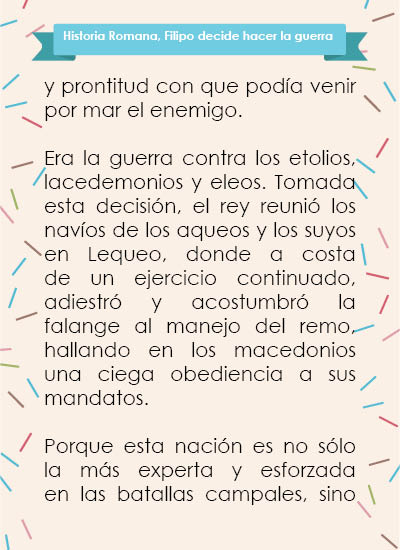 Historia Romana, Filipo decide hacer la guerra
y prontitud con que podía venir
por mar el enemigo.
Era la guerra contra los etolios,
lacedemonios y eleos. Tomada
esta decisión, el rey reunió los
navíos de los aqueos y los suyos
en Lequeo, donde a costa
de un ejercicio continuado,
adiestró y acostumbró la
falange al manejo del remo,
hallando en los macedonios
una ciega obediencia a sus
mandatos.
Porque esta nación es no sólo
la más experta y esforzada
en las batallas campales, sino